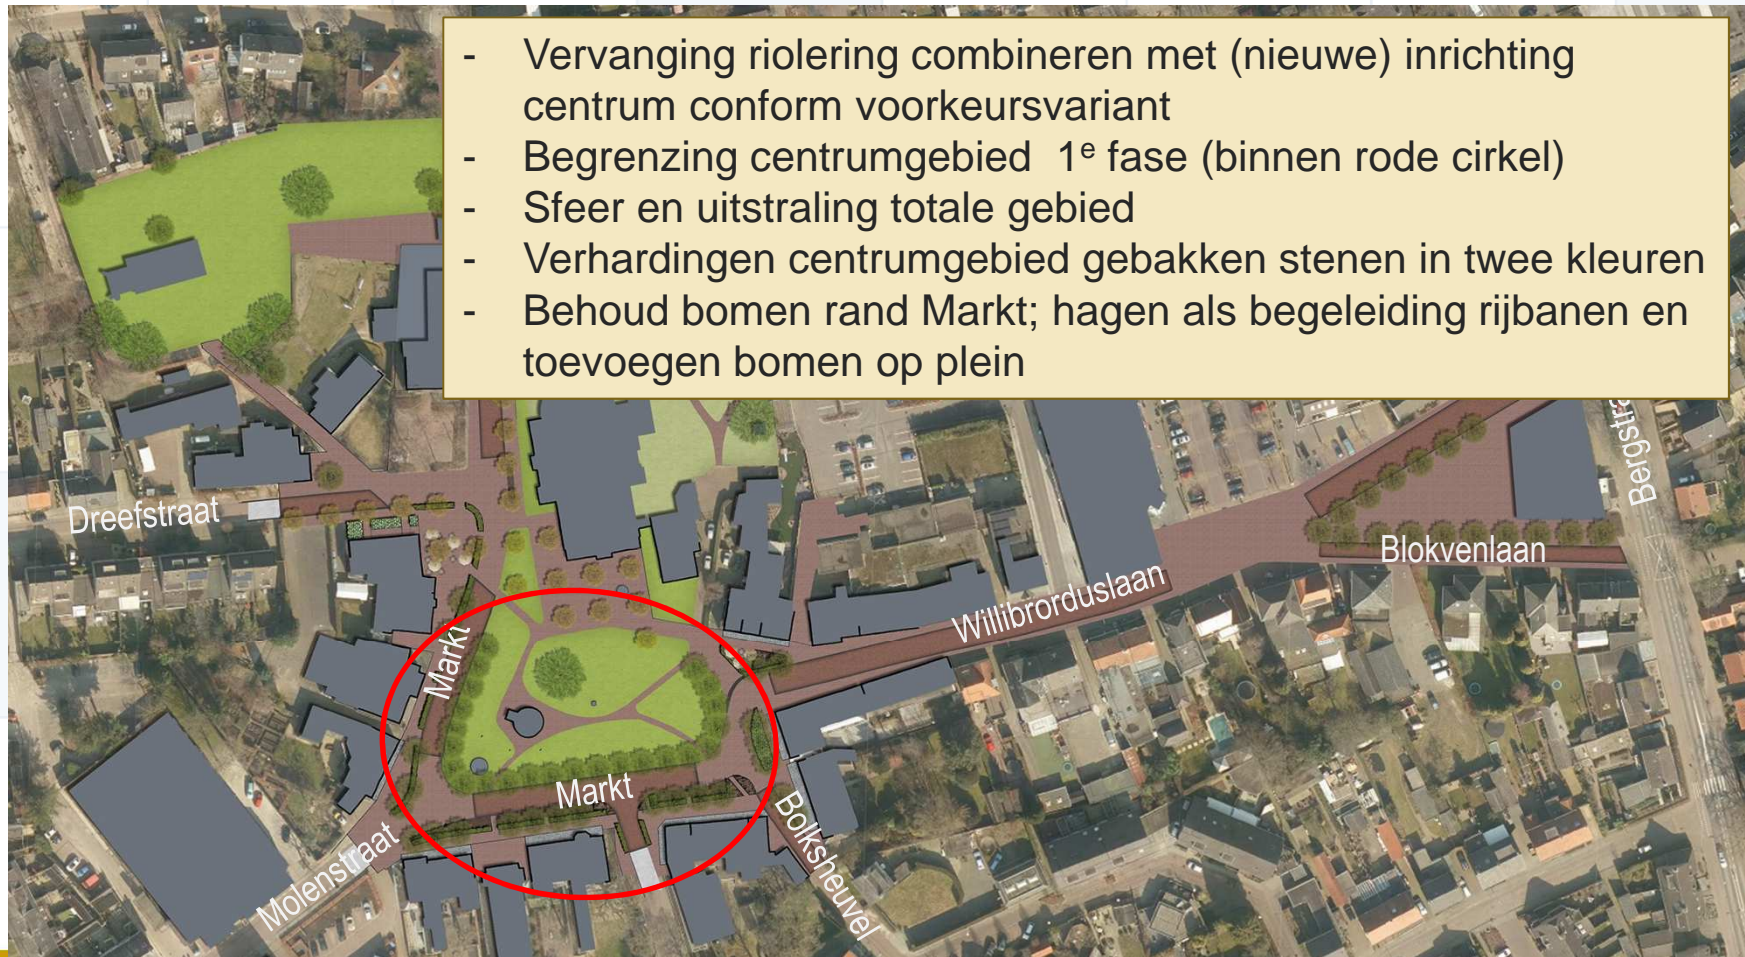 - Vervanging riolering combineren met (nieuwe) inrichting
centrum conform voorkeursvariant
- Begrenzing centrumgebied 1e fase (binnen rode cirkel)
- Sfeer en uitstraling totale gebied
- Verhardingen centrumgebied gebakken stenen in twee kleuren
- Behoud bomen rand Markt; hagen als begeleiding rijbanen en
toevoegen bomen op plein
Dreefstraat
Blokvenlaan
Willibrorduslaan
Markt
Markt
Molenstraat
Bolksheuvel